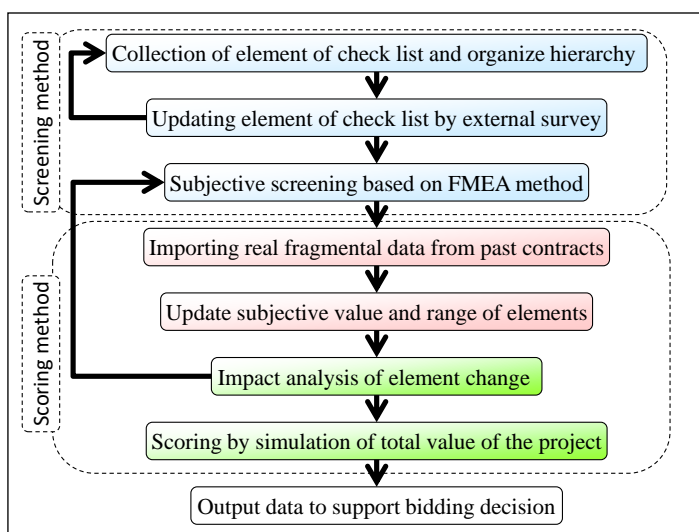 Screening method
Collection of element of check list and organize hierarchy
Updating element of check list by external survey
Subjective screening based on FMEA method
Scoring method
Importing real fragmental data from past contracts
Update subjective value and range of elements
Impact analysis of element change
Scoring by simulation of total value of the project
Output data to support bidding decision